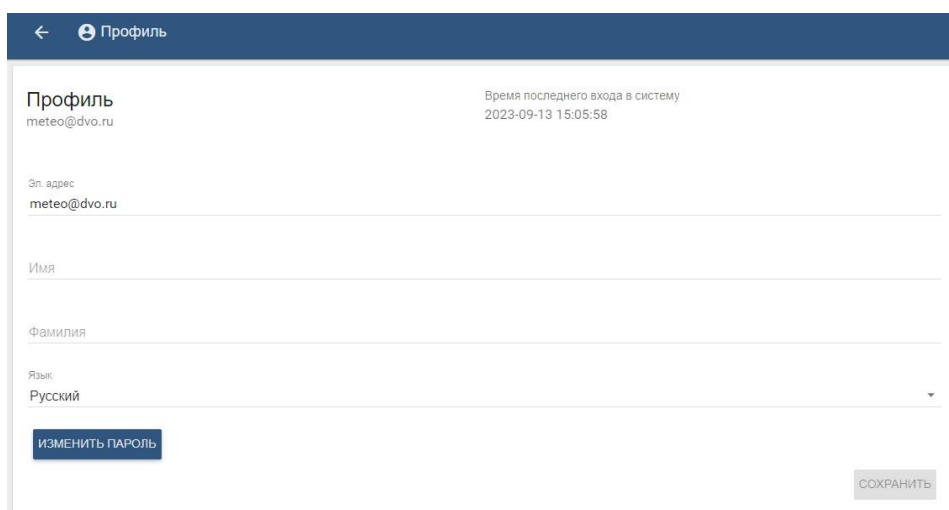 Профиль
Профиль
meteo@dvo.ru
Время последнего входа в систему
2023-09-13 15:05:58
Эл. адрес
meteo@dvo.ru
Имя
Фамилия
Язык
Русский
ИЗМЕНИТЬ ПАРОЛЬ
СОХРАНИТЬ